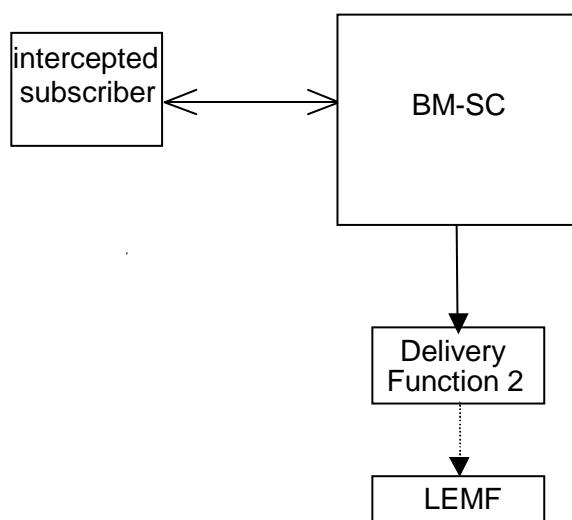 intercepted
subscriber
BM-SC
Delivery
Function 2
LEMF